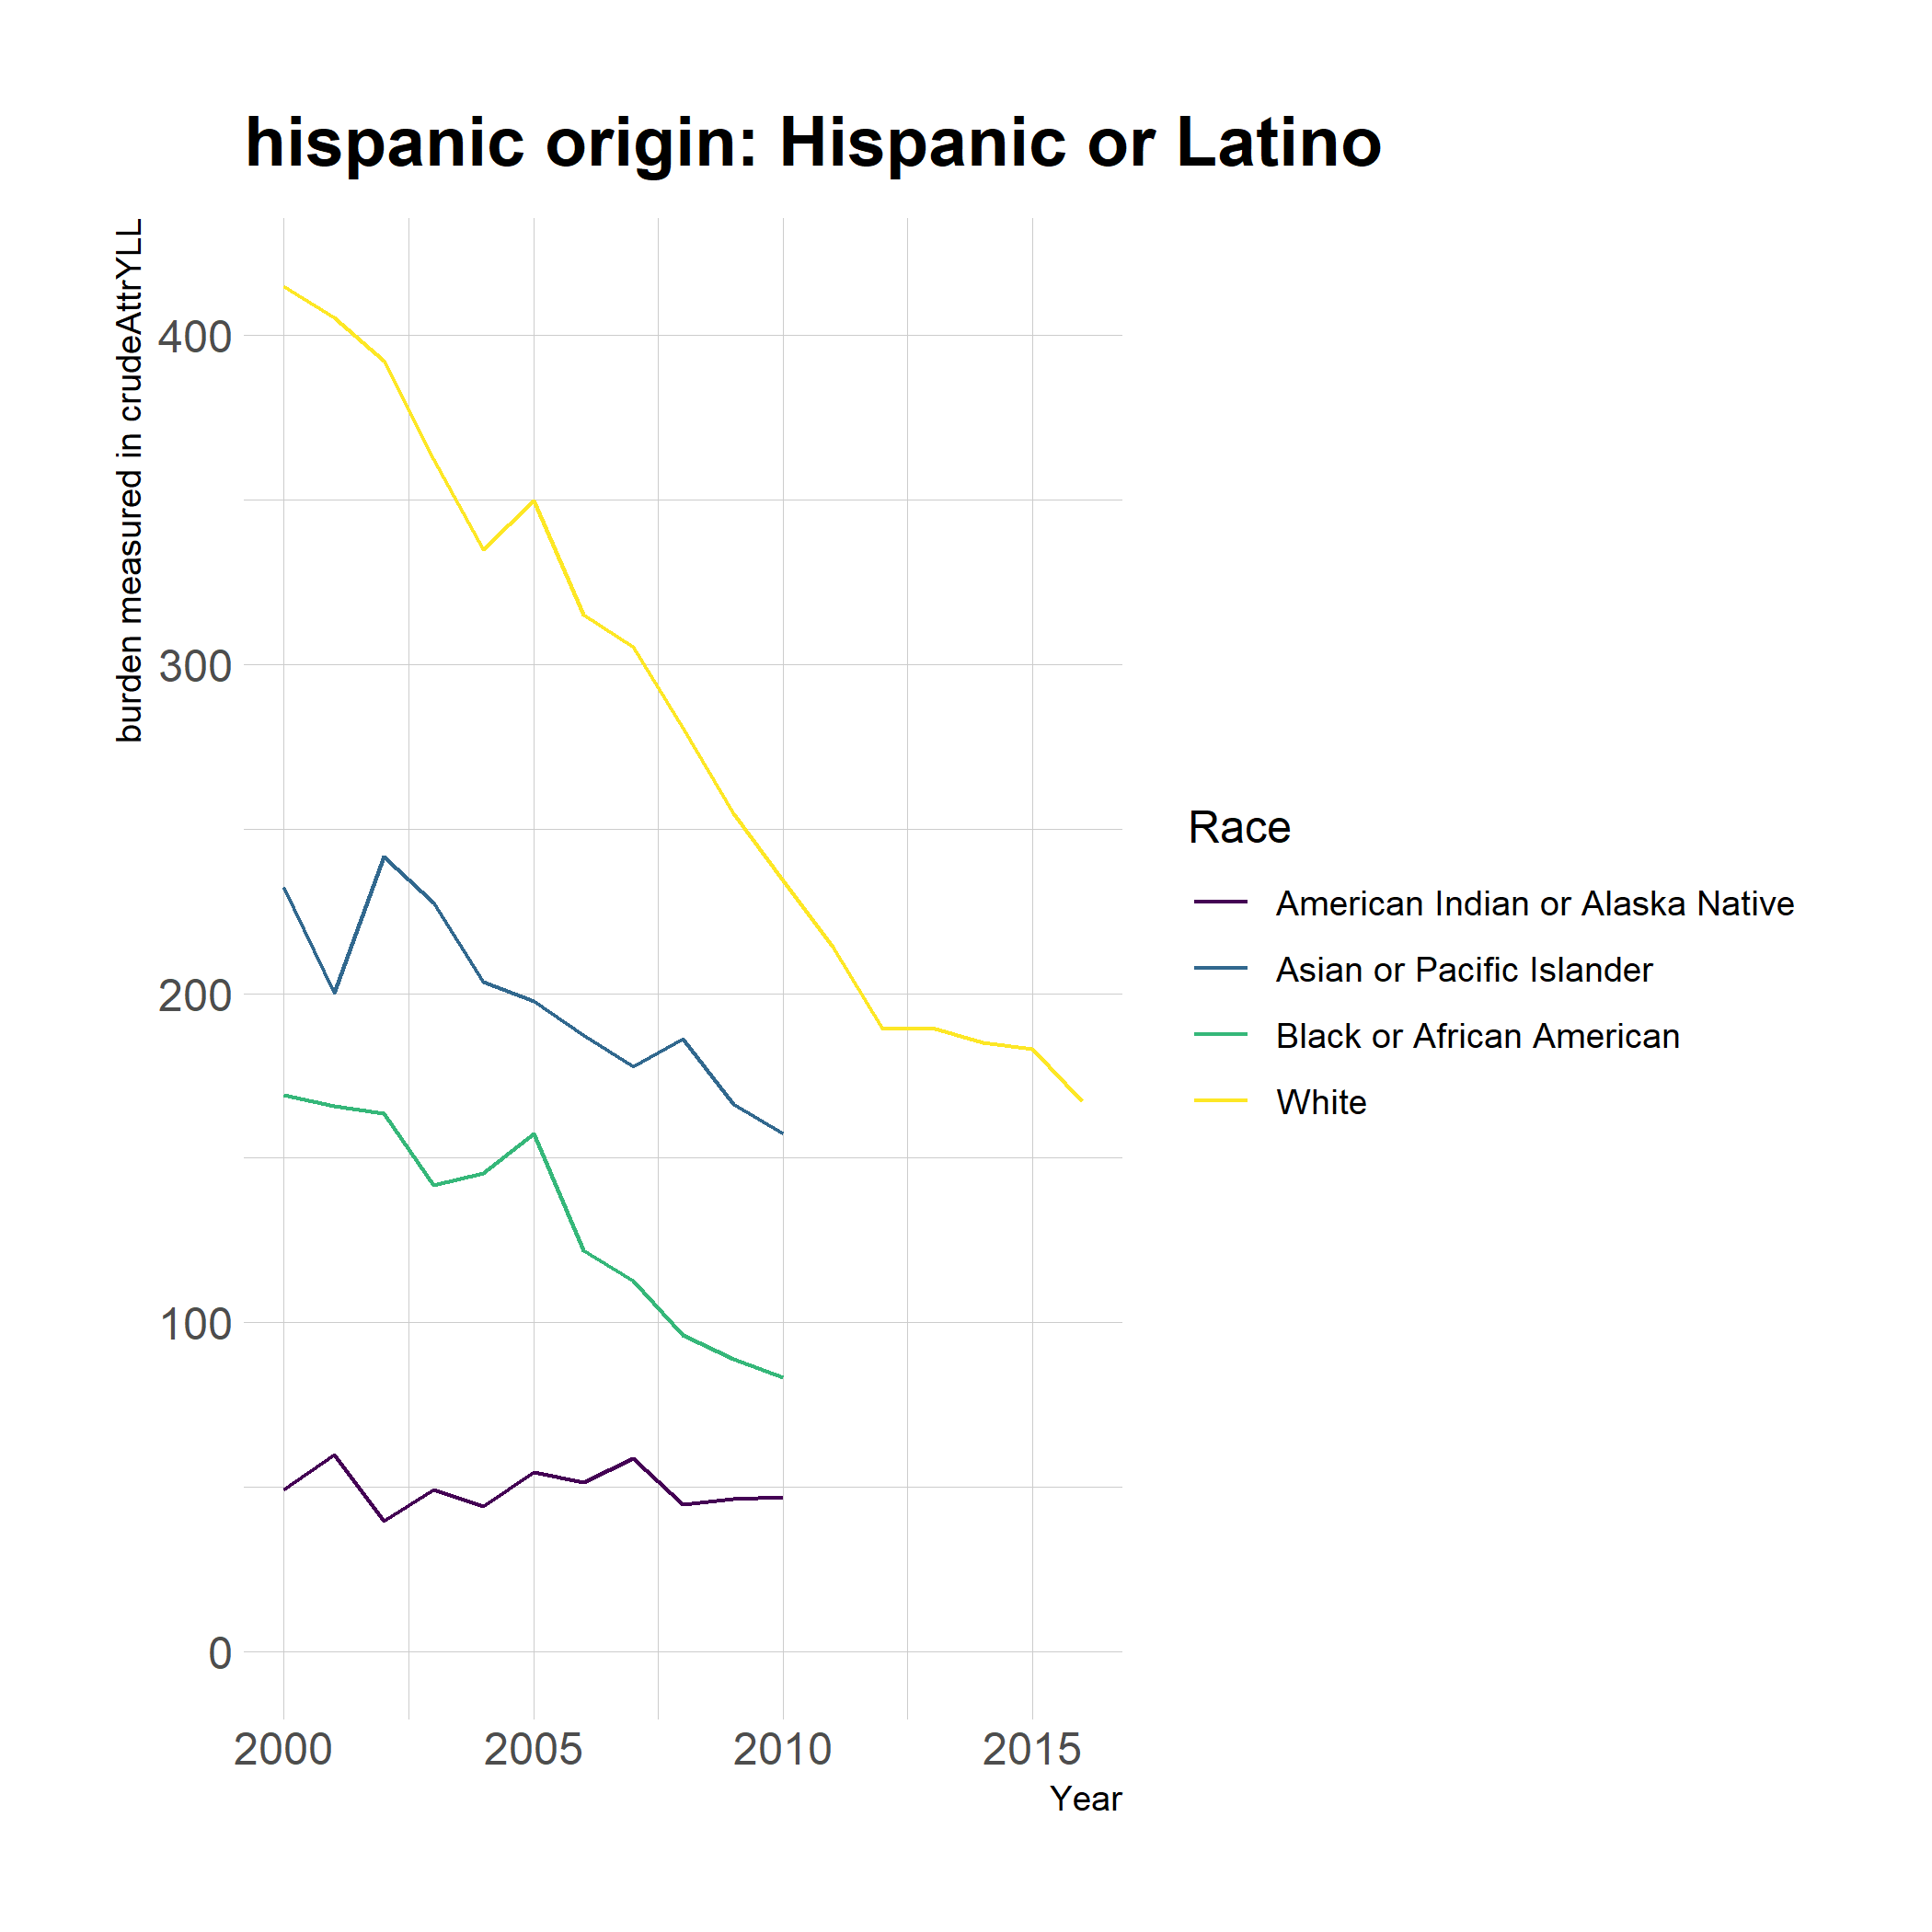 hispanic origin: Hispanic or Latino
burden measured in crudeAttrYLL
400
300
200
100
0
2000 2005 2010 2015
Year
Race
American Indian or Alaska Native
Asian or Pacific Islander
Black or African American
White